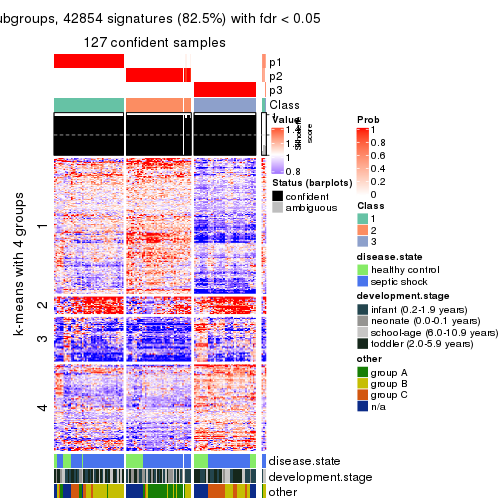 ubgroups, 42854 signatures (82.5%) with fdr < 0.05
127 confident samples
p1
p2
p3
Class
Silhouette
score
k-means with 4 groups
1
2
3
4
disease.state
development.stage
other
Value
1
0.8
Status (barplots)
confident
ambiguous
Prob
1
0.8
0.6
0.4
0.2
0
Class
1
2
3
disease.state
healthy control
septic shock
development.stage
infant (0.2-1.9 years)
neonate (0.0-0.1 years)
school-age (6.0-10.9 years)
toddler (2.0-5.9 years)
other
group A
group B
group C
n/a